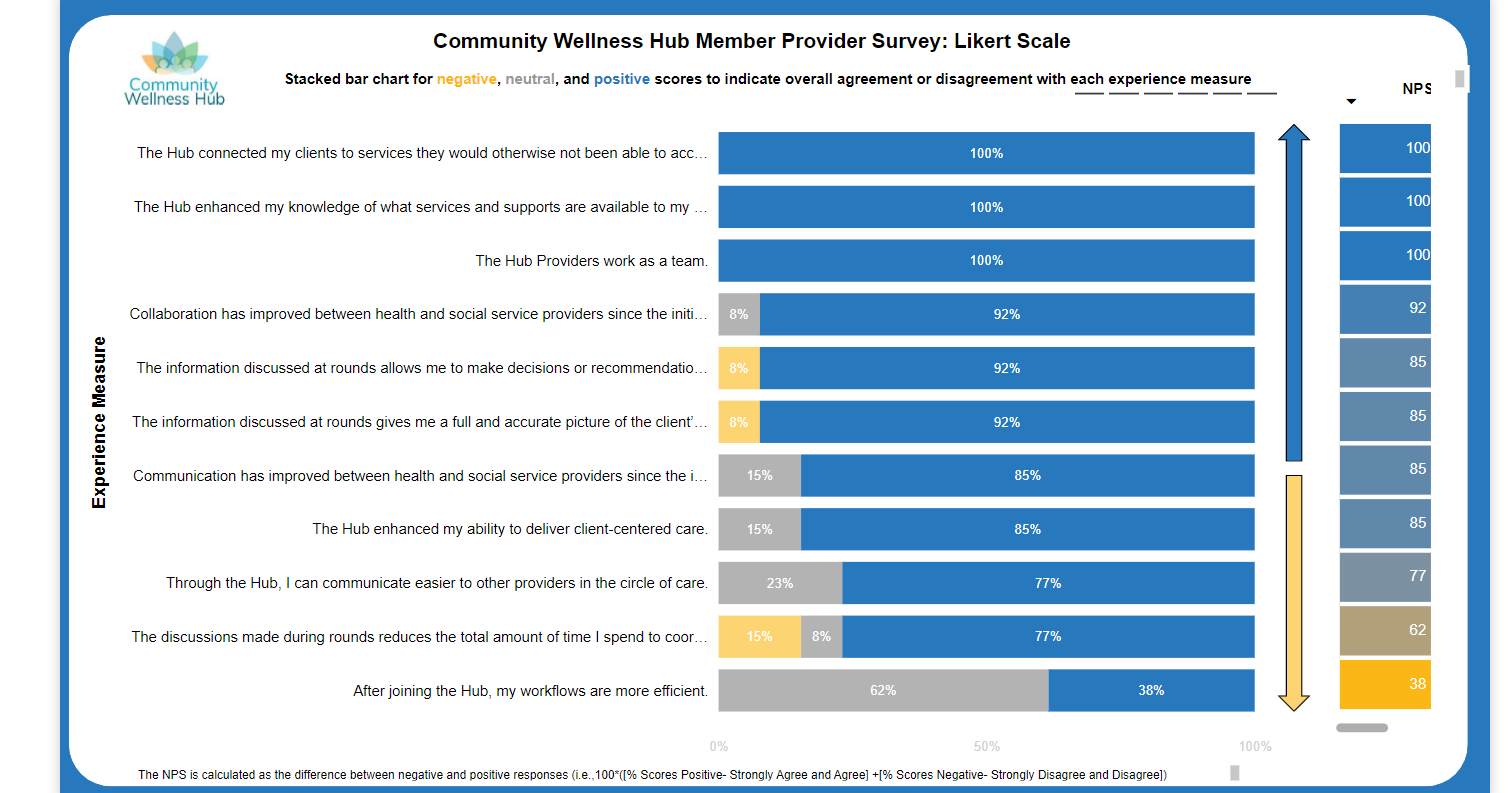 Community Wellness Hub Member Provider Survey: Likert Scale
Community
Wellness Hub
Stacked bar chart for negative, neutral, and positive scores to indicate overall agreement or disagreement with each experience measure
NPS
The Hub connected my clients to services they would otherwise not been able to acc... 100% 100
The Hub enhanced my knowledge of what services and supports are available to my ... 100% 100
The Hub Providers work as a team. 100% 100
Collaboration has improved between health and social service providers since the initi... 8% 92% 92
The information discussed at rounds allows me to make decisions or recommendatio... 8% 92% 85
The information discussed at rounds gives me a full and accurate picture of the client'... 8% 92% 85
Communication has improved between health and social service providers since the i... 15% 85% 85
The Hub enhanced my ability to deliver client-centered care. 15% 85% 85
Through the Hub, I can communicate easier to other providers in the circle of care. 23% 77% 77
The discussions made during rounds reduces the total amount of time I spend to coor... 15% 8% 77% 62
After joining the Hub, my workflows are more efficient. 62% 38% 38
Experience Measure
0% 50% 100%
The NPS is calculated as the difference between negative and positive responses (i.e.,100*([% Scores Positive- Strongly Agree and Agree] +[% Scores Negative- Strongly Disagree and Disagree])